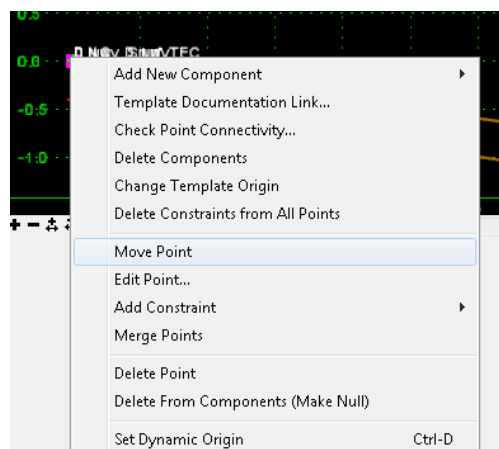 0.5
0.0
-0.5
-1.0
Add New Component
Template Documentation Link...
Check Point Connectivity...
Delete Components
Change Template Origin
Delete Constraints from All Points
Move Point
Edit Point...
Add Constraint
Merge Points
Delete Point
Delete From Components (Make Null)
Set Dynamic Origin Ctrl-D